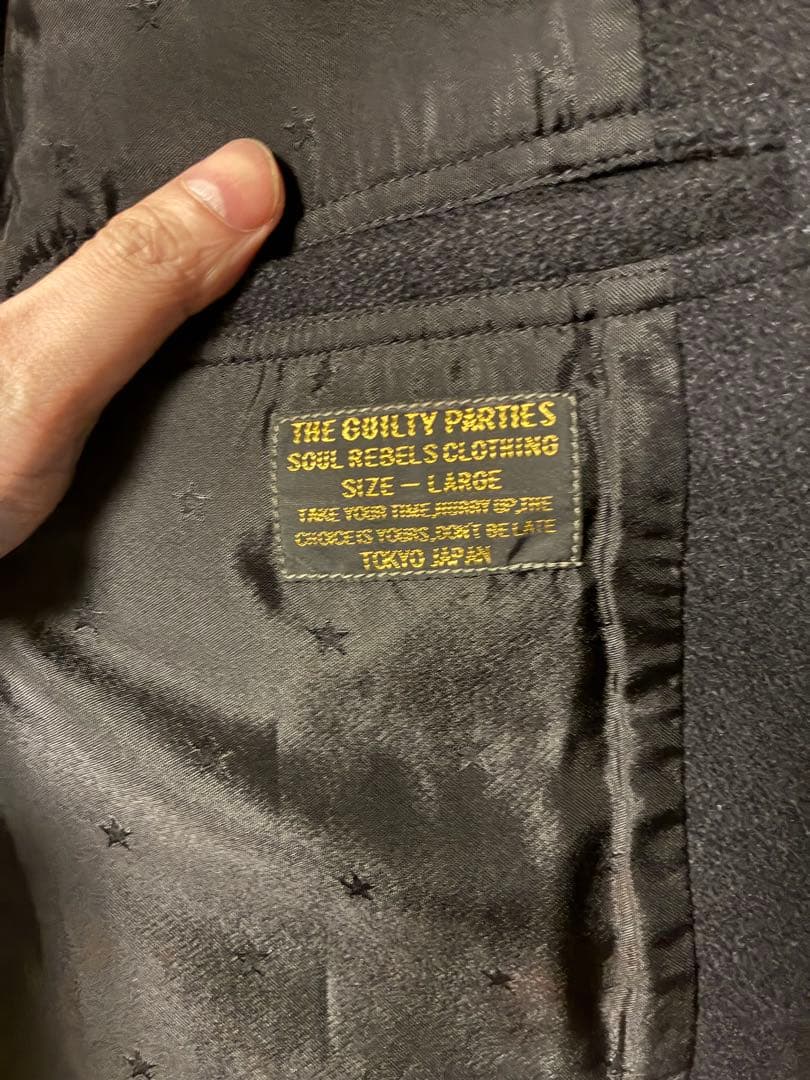 THE GUILTY PARTIES
SOUL REBELS CLOTHING
SIZE — LARGE
TAKE YOUR TIME,HURRY UP,THE
CHOICE IS YOURS,DON'T BE LATE
TOKYO JAPAN